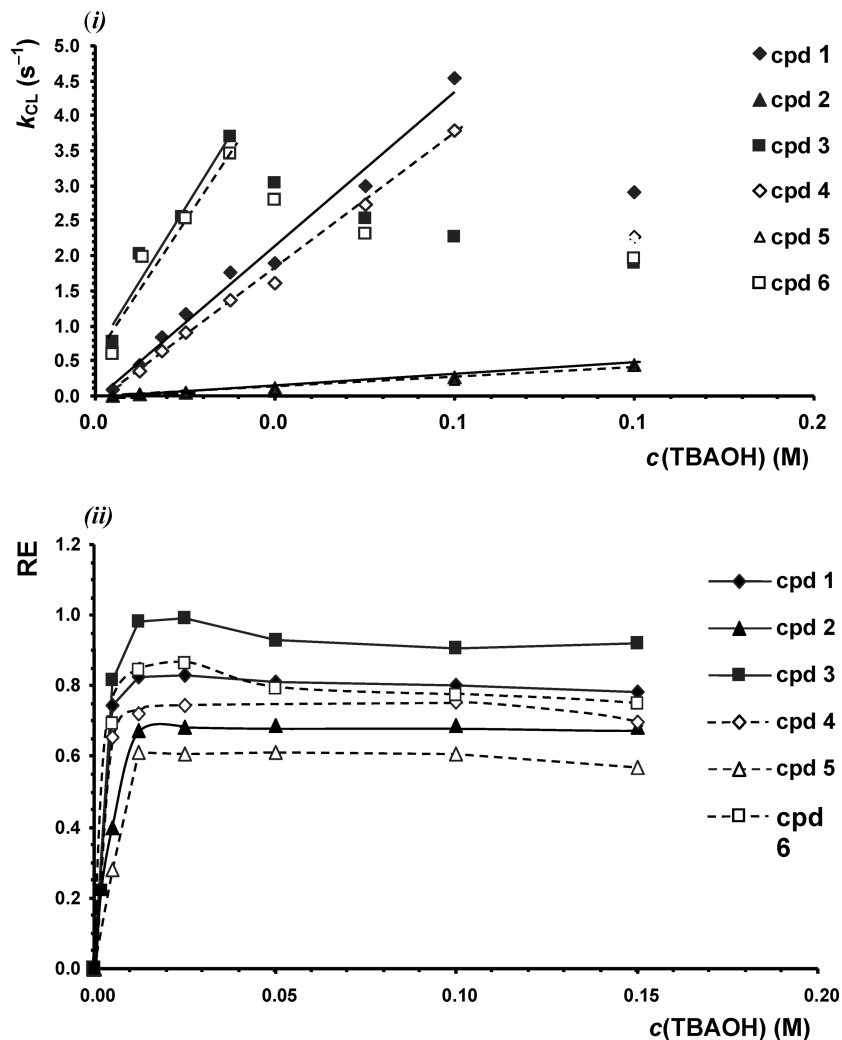 (i)
k_CL (s⁻¹)
5.0
4.5
4.0
3.5
3.0
2.5
2.0
1.5
1.0
0.5
0.0
0.0 0.0 0.1 0.1 0.2
c(TBAOH) (M)
cpd 1
cpd 2
cpd 3
cpd 4
cpd 5
cpd 6
(ii)
RE
1.2
1.0
0.8
0.6
0.4
0.2
0.0
0.00 0.05 0.10 0.15 0.20
c(TBAOH) (M)
cpd 1
cpd 2
cpd 3
cpd 4
cpd 5
cpd
6